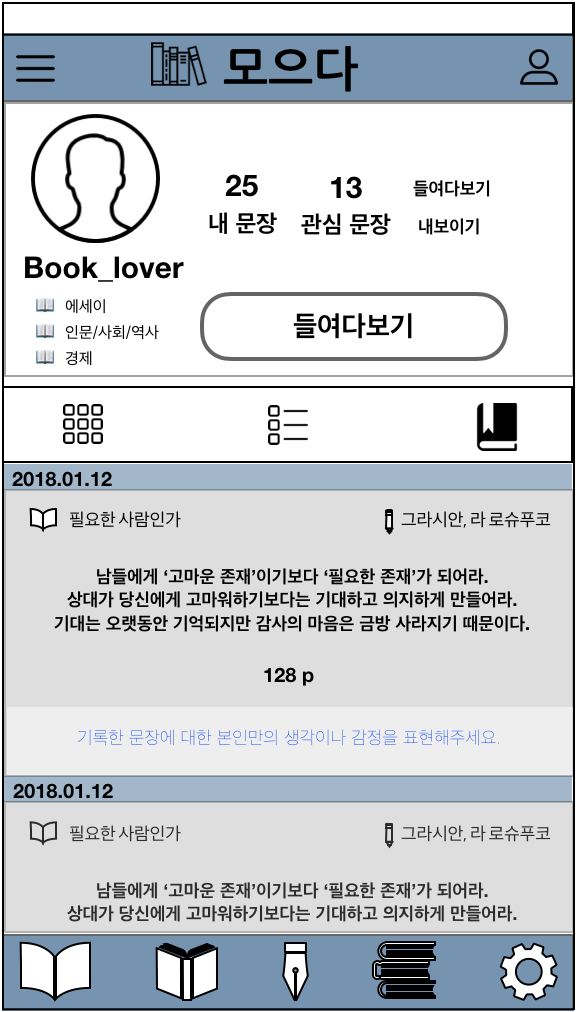 모으다
25
13
들여다보기
내 문장
관심 문장
내보이기
Book_lover
에세이
인문/사회/역사
경제
들여다보기
2018.01.12
필요한 사람인가
그라시안, 라 로슈푸코
남들에게 ‘고마운 존재’이기보다 ‘필요한 존재’가 되어라.
상대가 당신에게 고마워하기보다는 기대하고 의지하게 만들어라.
기대는 오랫동안 기억되지만 감사의 마음은 금방 사라지기 때문이다.
128 p
기록한 문장에 대한 본인만의 생각이나 감정을 표현해주세요.
2018.01.12
필요한 사람인가
그라시안, 라 로슈푸코
남들에게 ‘고마운 존재’이기보다 ‘필요한 존재’가 되어라.
상대가 당신에게 고마워하기보다는 기대하고 의지하게 만들어라.